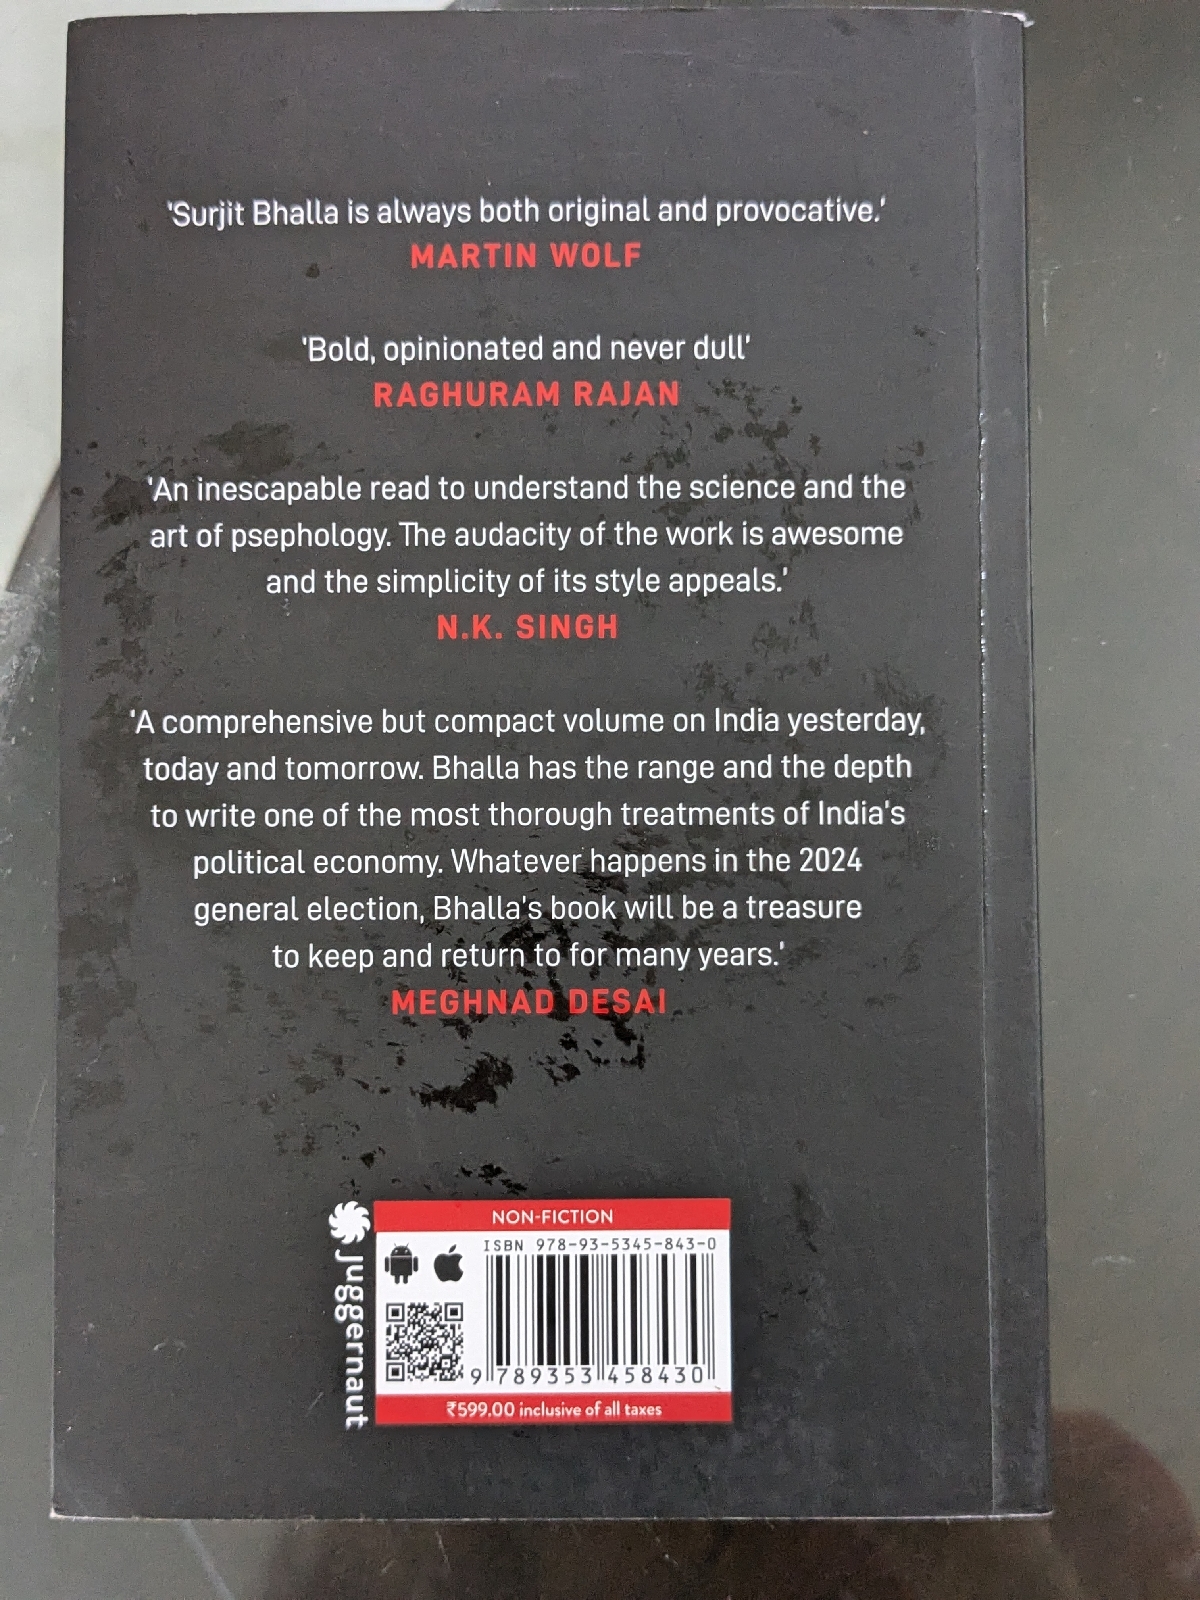 'Surjit Bhalla is always both original and provocative.'
MARTIN WOLF
'Bold, opinionated and never dull'
RAGHURAM RAJAN
'An inescapable read to understand the science and the
art of psephology. The audacity of the work is awesome
and the simplicity of its style appeals.'
N.K. SINGH
'A comprehensive but compact volume on India yesterday,
today and tomorrow. Bhalla has the range and the depth
to write one of the most thorough treatments of India's
political economy. Whatever happens in the 2024
general election, Bhalla's book will be a treasure
to keep and return to for many years.'
MEGHNAD DESAI
juggernaut
NON-FICTION
ISBN 978-93-5345-843-0
9 789353 458430
₹599.00 inclusive of all taxes